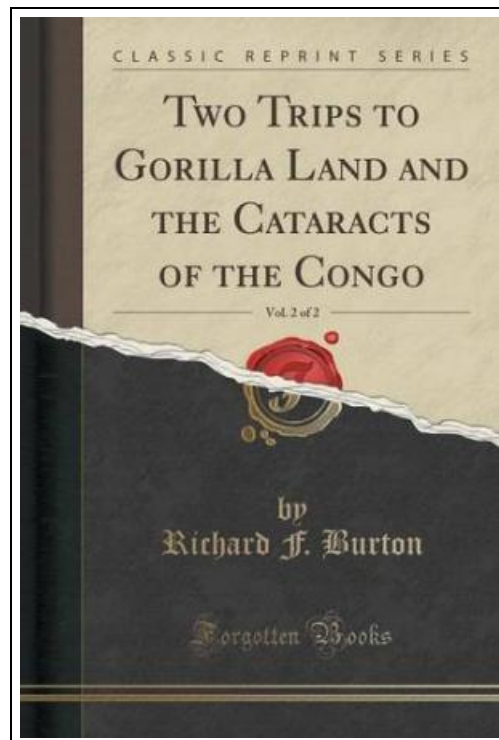 CLASSIC REPRINT SERIES
TWO TRIPS TO
GORILLA LAND AND
THE CATARACTS
OF THE CONGO
Vol. 2 of 2
by
Richard F. Burton
Forgotten Books